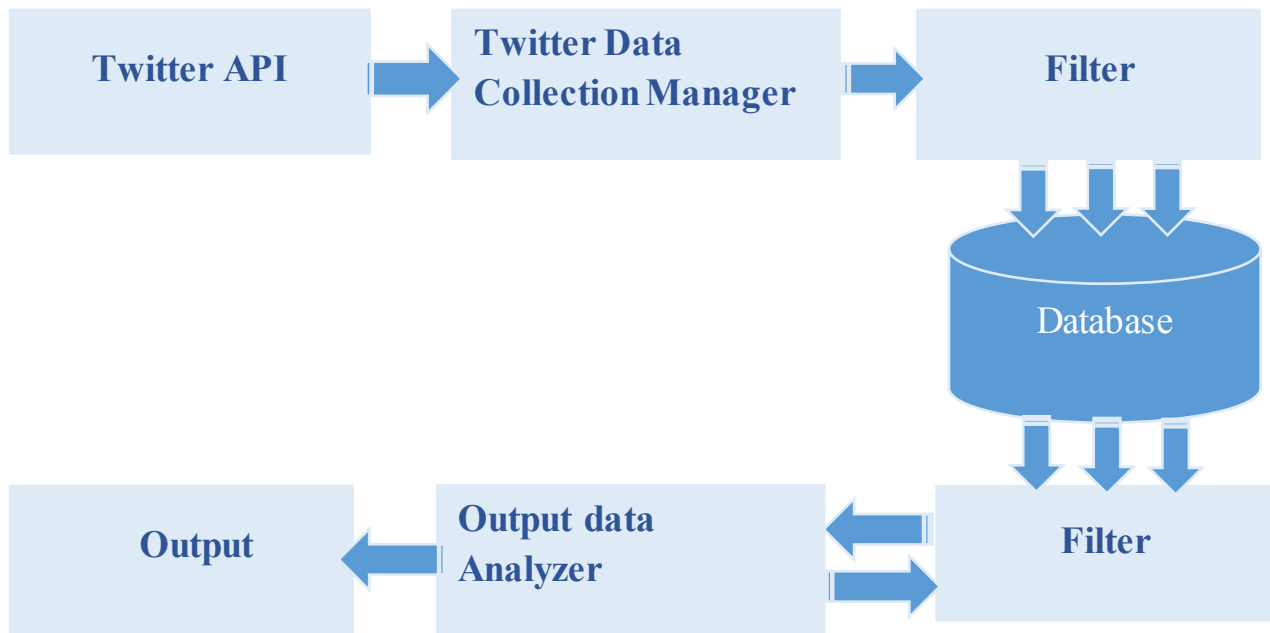 Twitter API
Twitter Data
Collection Manager
Filter
Database
Output
Output data
Analyzer
Filter